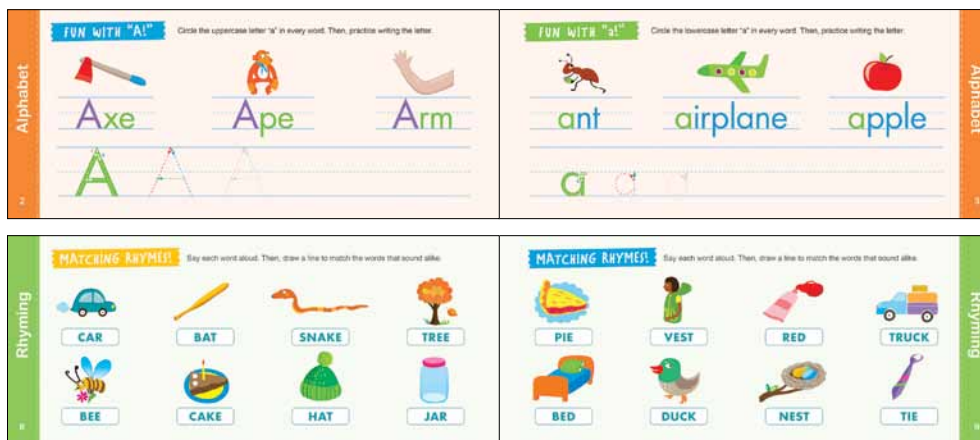 Alphabet
FUN WITH "A!"
Circle the uppercase letter "a" in every word. Then, practice writing the letter.
Axe Ape Arm
A A A
2
FUN WITH "a!"
Circle the lowercase letter "a" in every word. Then, practice writing the letter.
ant airplane apple
a a a
Alphabet
3
Rhyming
MATCHING RHYMES!
Say each word aloud. Then, draw a line to match the words that sound alike.
CAR BAT SNAKE TREE
BEE CAKE HAT JAR
MATCHING RHYMES!
Say each word aloud. Then, draw a line to match the words that sound alike.
PIE VEST RED TRUCK
BED DUCK NEST TIE
Rhyming